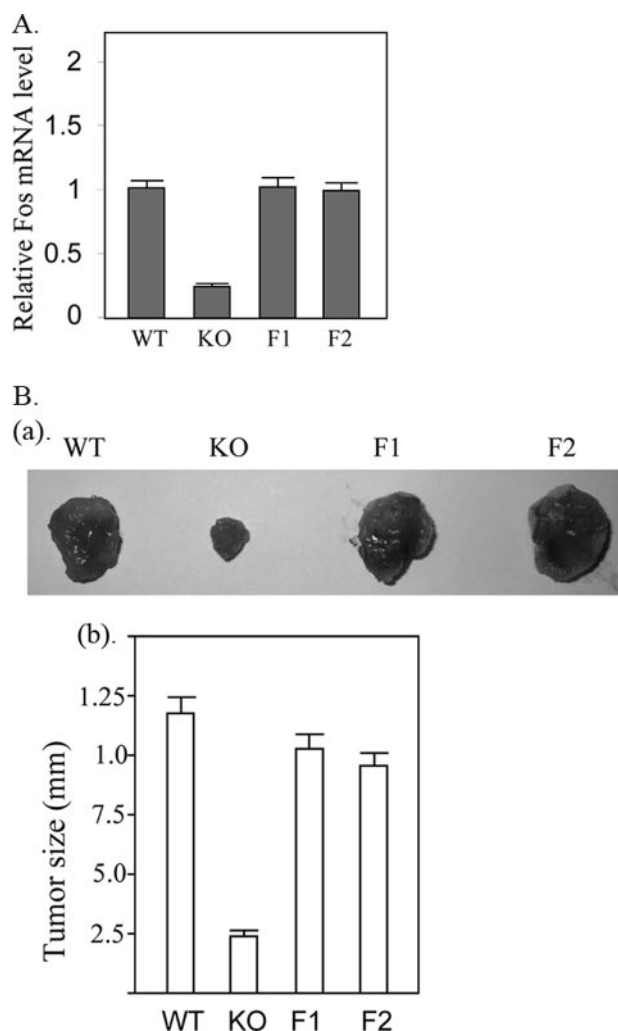 A.
Relative Fos mRNA level
2
1.5
1
0.5
0
WT KO F1 F2
B.
(a).
WT KO F1 F2
(b).
Tumor size (mm)
1.25
1.0
7.5
5.0
2.5
WT KO F1 F2